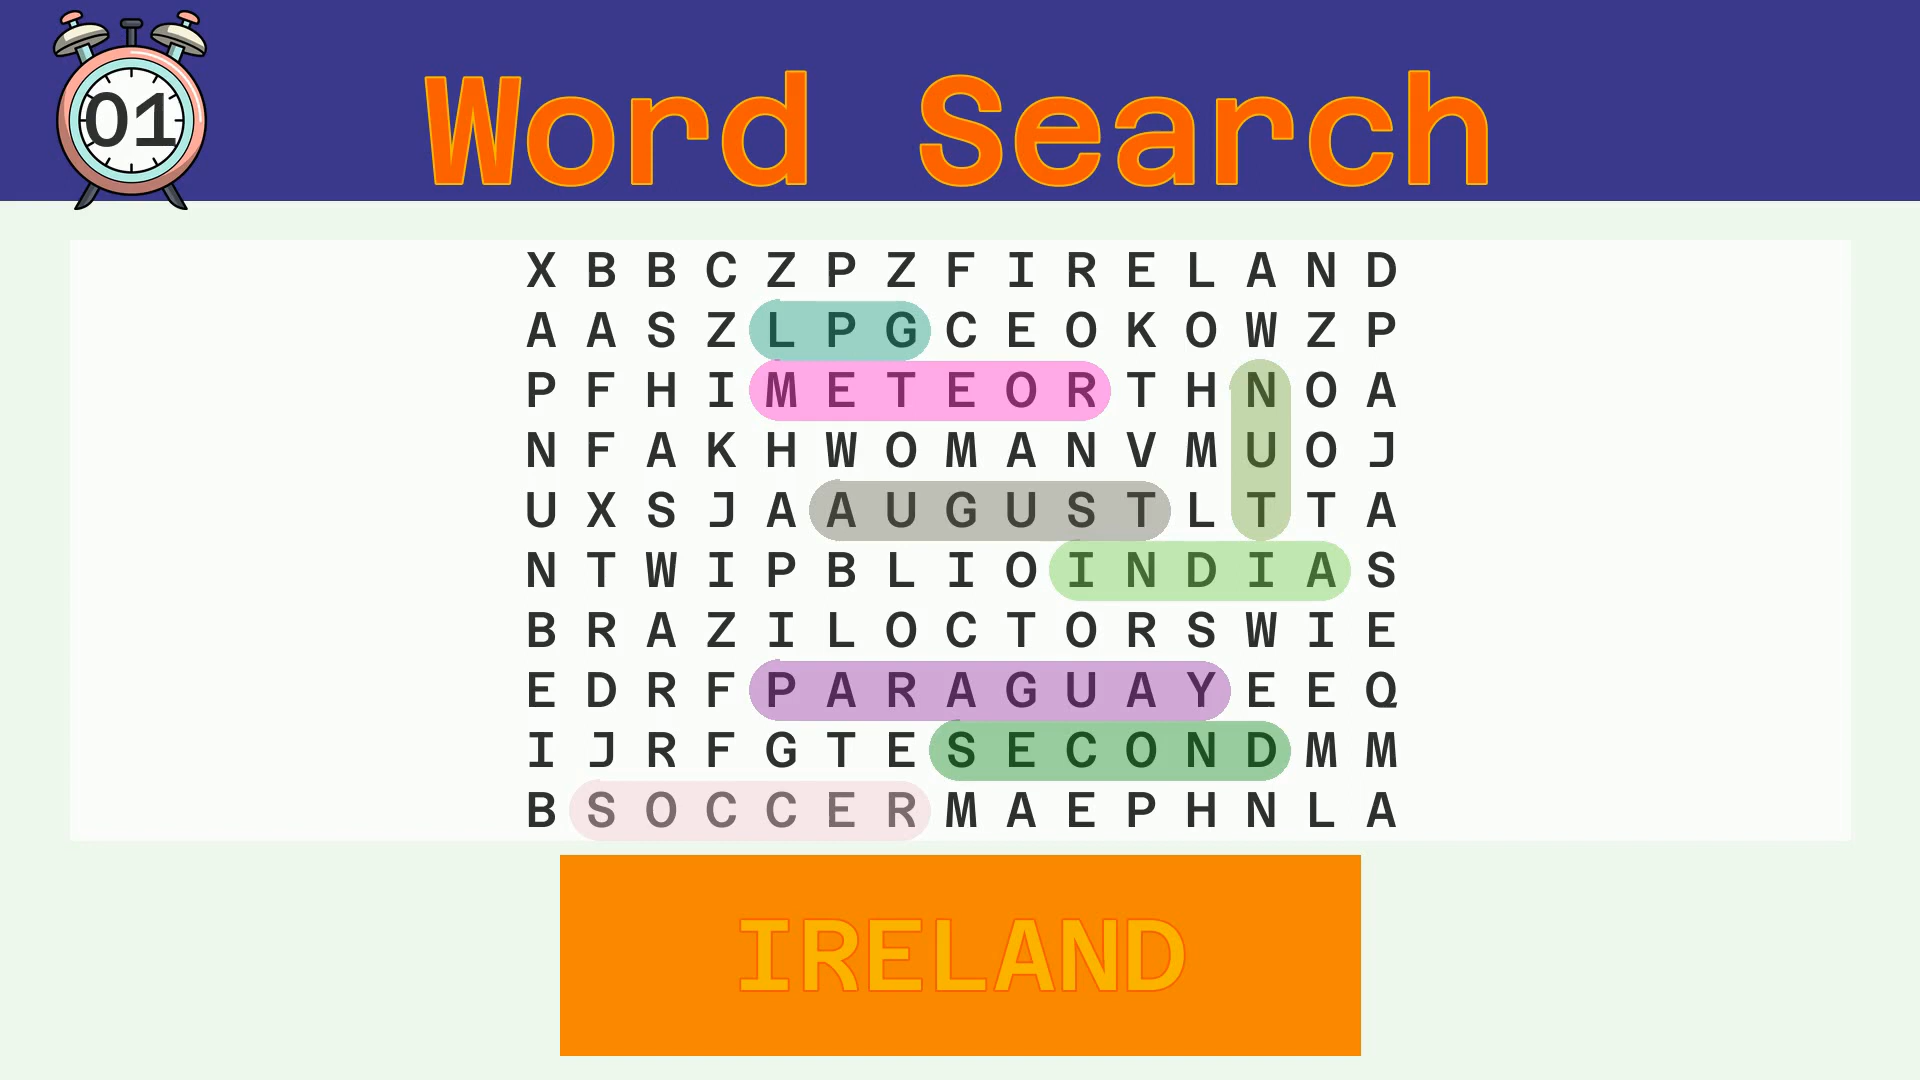 01
Word Search
X B B C Z P Z F I R E L A N D
A A S Z L P G C E O K O W Z P
P F H I M E T E O R T H N O A
N F A K H W O M A N V M U O J
U X S J A A U G U S T L T T A
N T W I P B L I O I N D I A S
B R A Z I L O C T O R S W I E
E D R F P A R A G U A Y E E Q
I J R F G T E S E C O N D M M
B S O C C E R M A E P H N L A
IRELAND